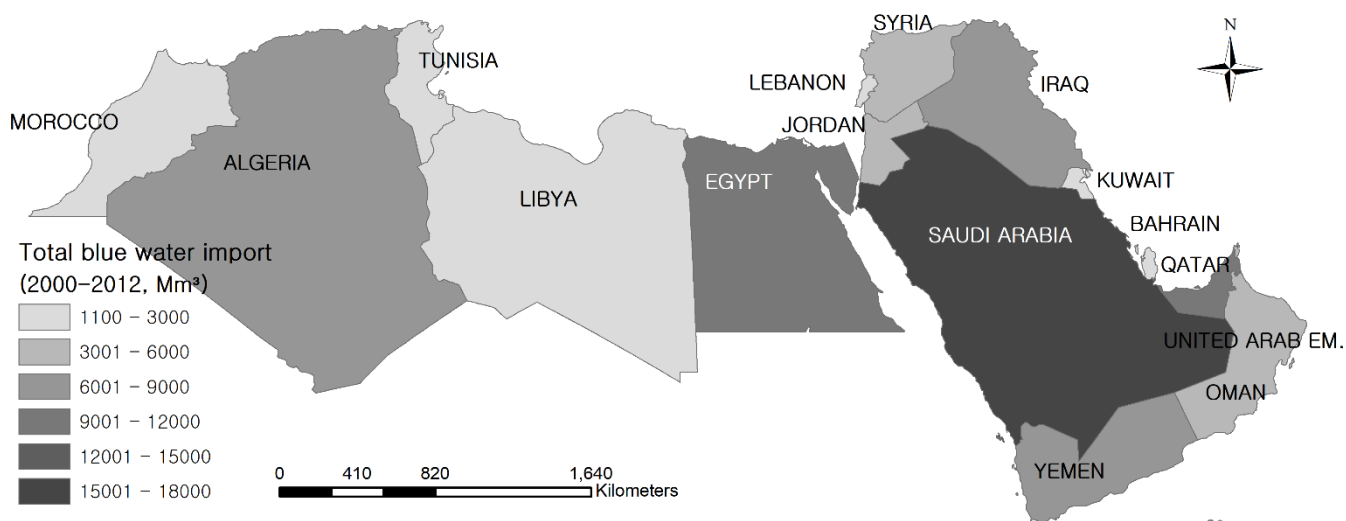 SYRIA
N
TUNISIA
LEBANON
IRAQ
MOROCCO
JORDAN
ALGERIA
EGYPT
KUWAIT
LIBYA
BAHRAIN
SAUDI ARABIA
QATAR
UNITED ARAB EM.
OMAN
YEMEN
Total blue water import
(2000-2012, Mm³)
1100 - 3000
3001 - 6000
6001 - 9000
9001 - 12000
12001 - 15000
15001 - 18000
0 410 820 1,640
Kilometers